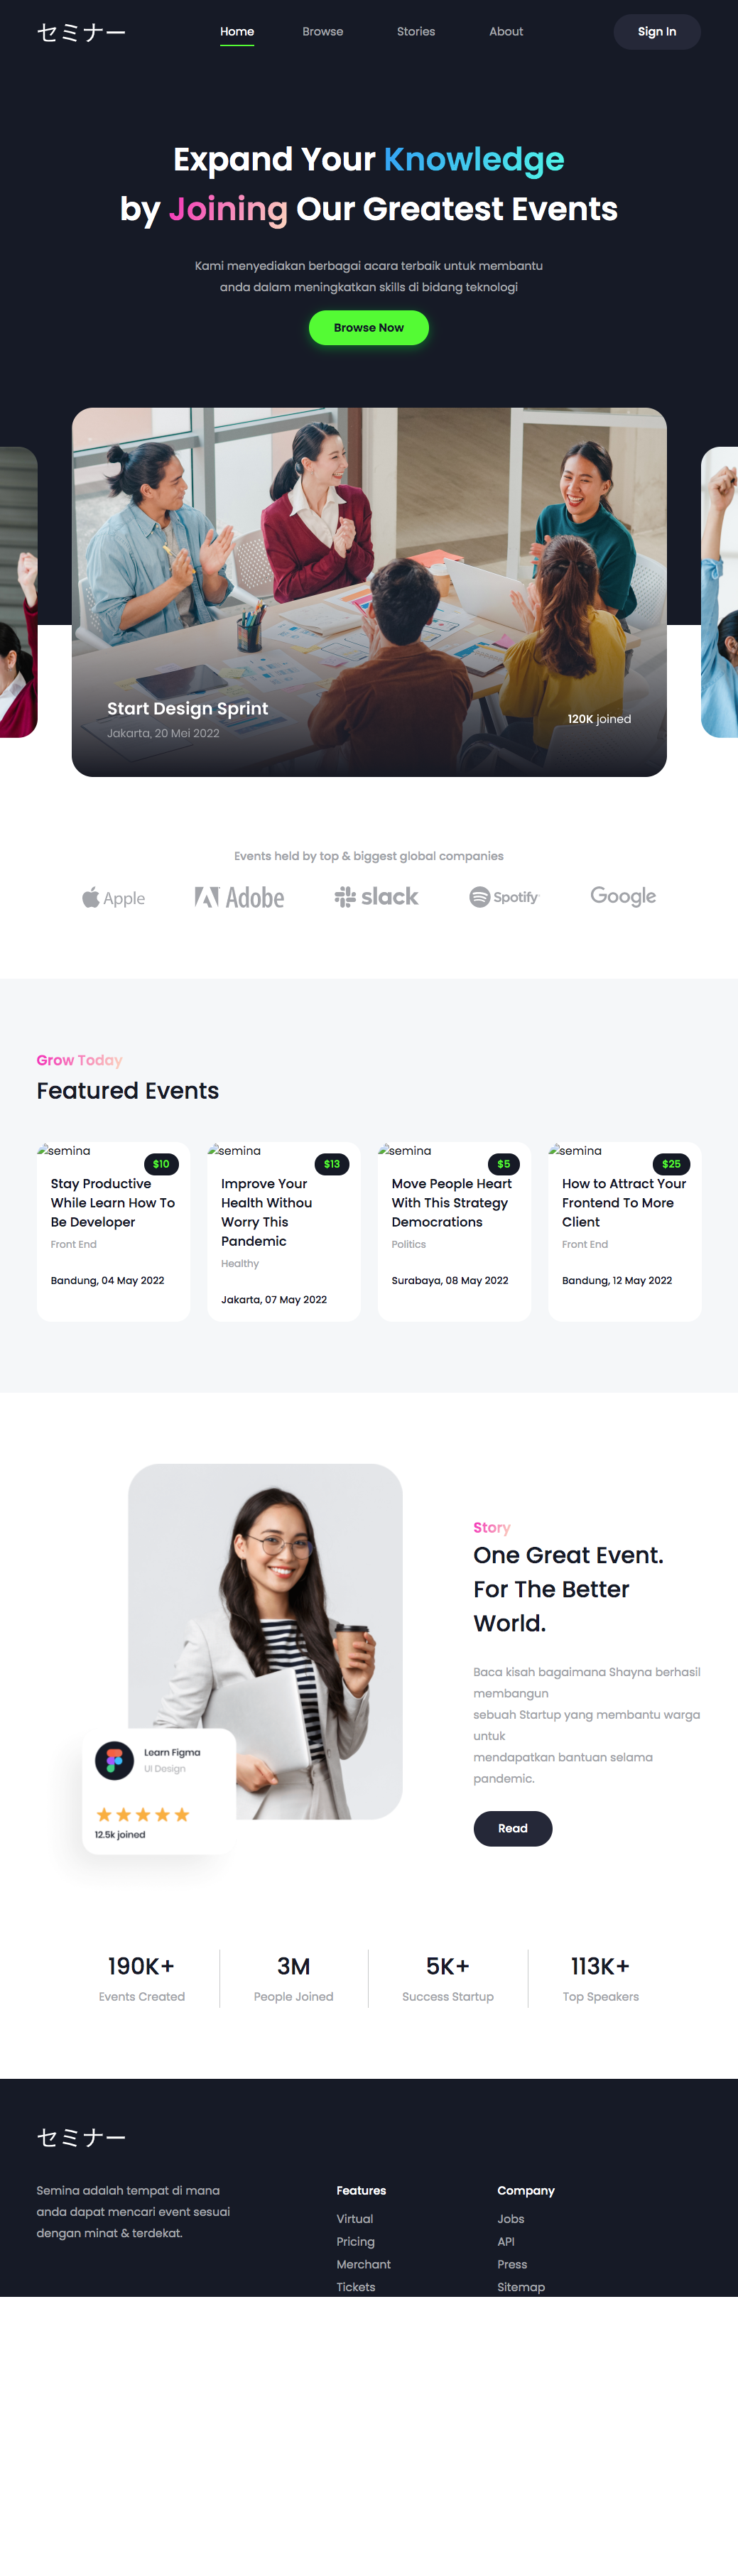 セミナー
Home Browse Stories About Sign In
Expand Your Knowledge
by Joining Our Greatest Events
Kami menyediakan berbagai acara terbaik untuk membantu
anda dalam meningkatkan skills di bidang teknologi
Browse Now
Start Design Sprint
Jakarta, 20 Mei 2022
120K joined
Events held by top & biggest global companies
Apple Adobe slack Spotify Google
Grow Today
Featured Events
semina
$10
Stay Productive
While Learn How To
Be Developer
Front End
Bandung, 04 May 2022
semina
$13
Improve Your
Health Withou
Worry This
Pandemic
Healthy
Jakarta, 07 May 2022
semina
$5
Move People Heart
With This Strategy
Democrations
Politics
Surabaya, 08 May 2022
semina
$25
How to Attract Your
Frontend To More
Client
Front End
Bandung, 12 May 2022
Learn Figma
UI Design
12.5k joined
Story
One Great Event.
For The Better
World.
Baca kisah bagaimana Shayna berhasil
membangun
sebuah Startup yang membantu warga
untuk
mendapatkan bantuan selama
pandemic.
Read
190K+
Events Created
3M
People Joined
5K+
Success Startup
113K+
Top Speakers
セミナー
Semina adalah tempat di mana
anda dapat mencari event sesuai
dengan minat & terdekat.
Features
Virtual
Pricing
Merchant
Tickets
Company
Jobs
API
Press
Sitemap